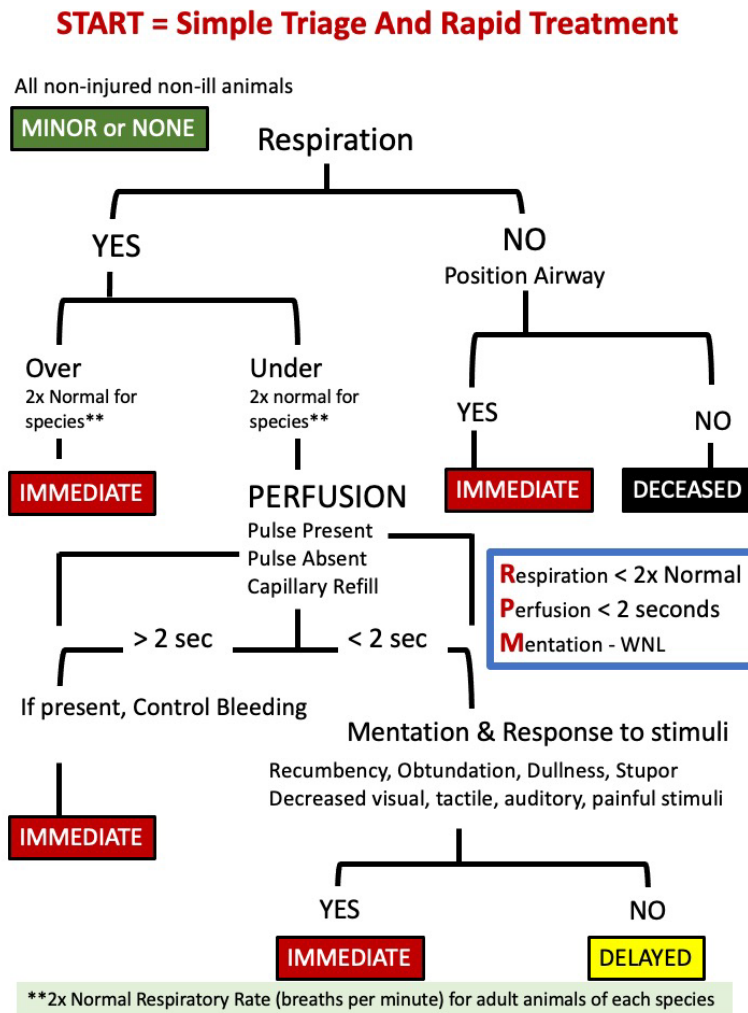 START = Simple Triage And Rapid Treatment
All non-injured non-ill animals
MINOR or NONE
Respiration
YES
NO
Position Airway
Over
2x Normal for
species**
Under
2x normal for
species**
YES
NO
IMMEDIATE
PERFUSION
Pulse Present
Pulse Absent
Capillary Refill
IMMEDIATE
DECEASED
Respiration < 2x Normal
Perfusion < 2 seconds
Mentation - WNL
> 2 sec
< 2 sec
If present, Control Bleeding
Mentation & Response to stimuli
Recumbency, Obtundation, Dullness, Stupor
Decreased visual, tactile, auditory, painful stimuli
IMMEDIATE
YES
NO
IMMEDIATE
DELAYED
**2x Normal Respiratory Rate (breaths per minute) for adult animals of each species